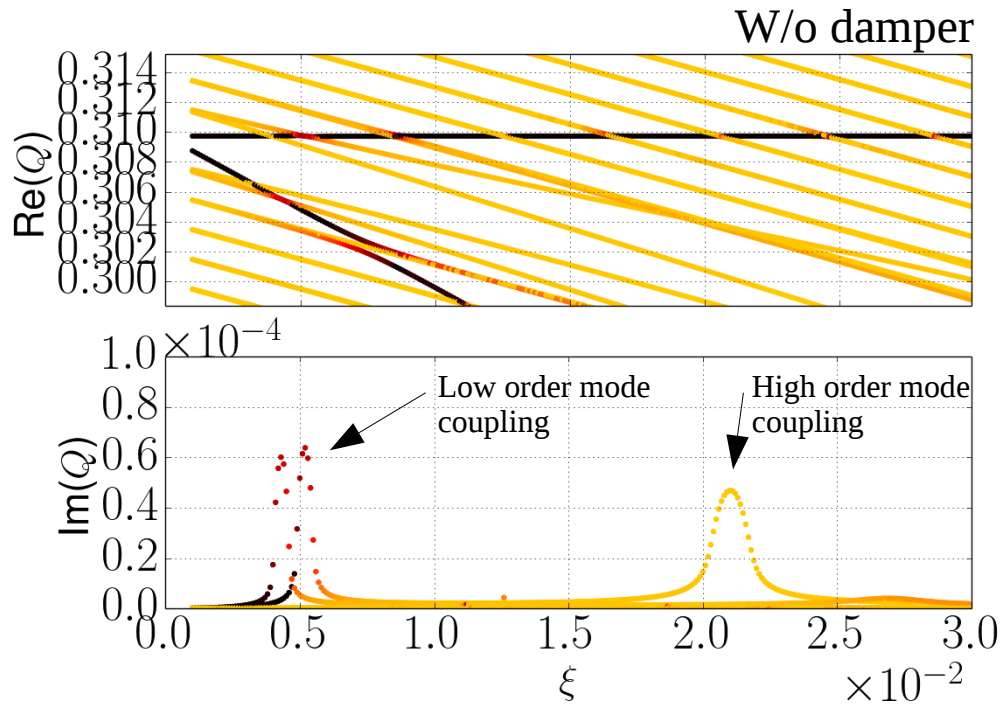 W/o damper
0.314
0.312
0.310
0.308
0.306
0.304
0.302
0.300
Re(Q)
1.0
×10⁻⁴
0.8
0.6
0.4
0.2
0.0
Im(Q)
Low order mode
coupling
High order mode
coupling
0.0 0.5 1.0 1.5 2.0 2.5 3.0
ξ
×10⁻²